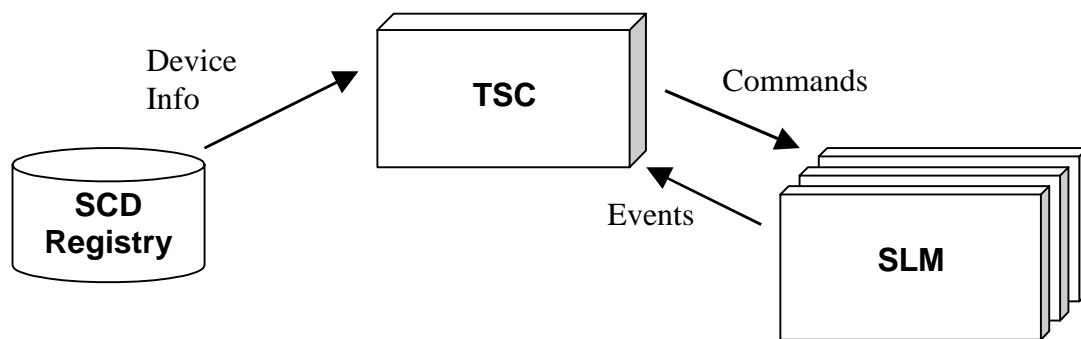 Device
Info
TSC
Commands
SCD
Registry
Events
SLM